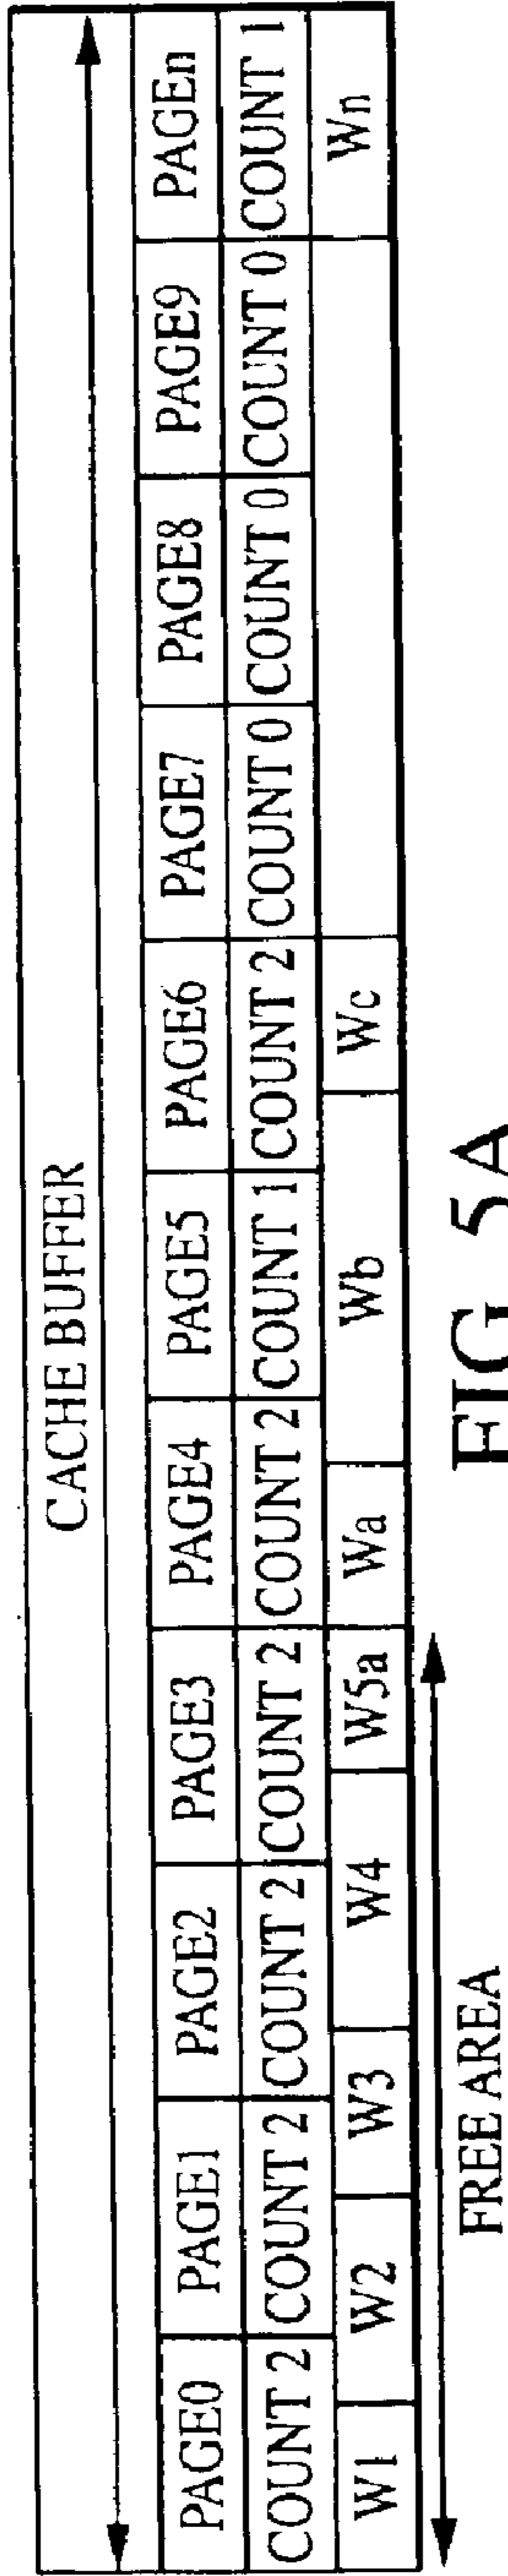 CACHE BUFFER
PAGE0 PAGE1 PAGE2 PAGE3 PAGE4 PAGE5 PAGE6 PAGE7 PAGE8 PAGE9 PAGEn
COUNT 2 COUNT 2 COUNT 2 COUNT 2 COUNT 2 COUNT 1 COUNT 2 COUNT 0 COUNT 0 COUNT 0 COUNT 1
W1 W2 W3 W4 W5a Wa Wb Wc Wn
FREE AREA
FIG. 5A